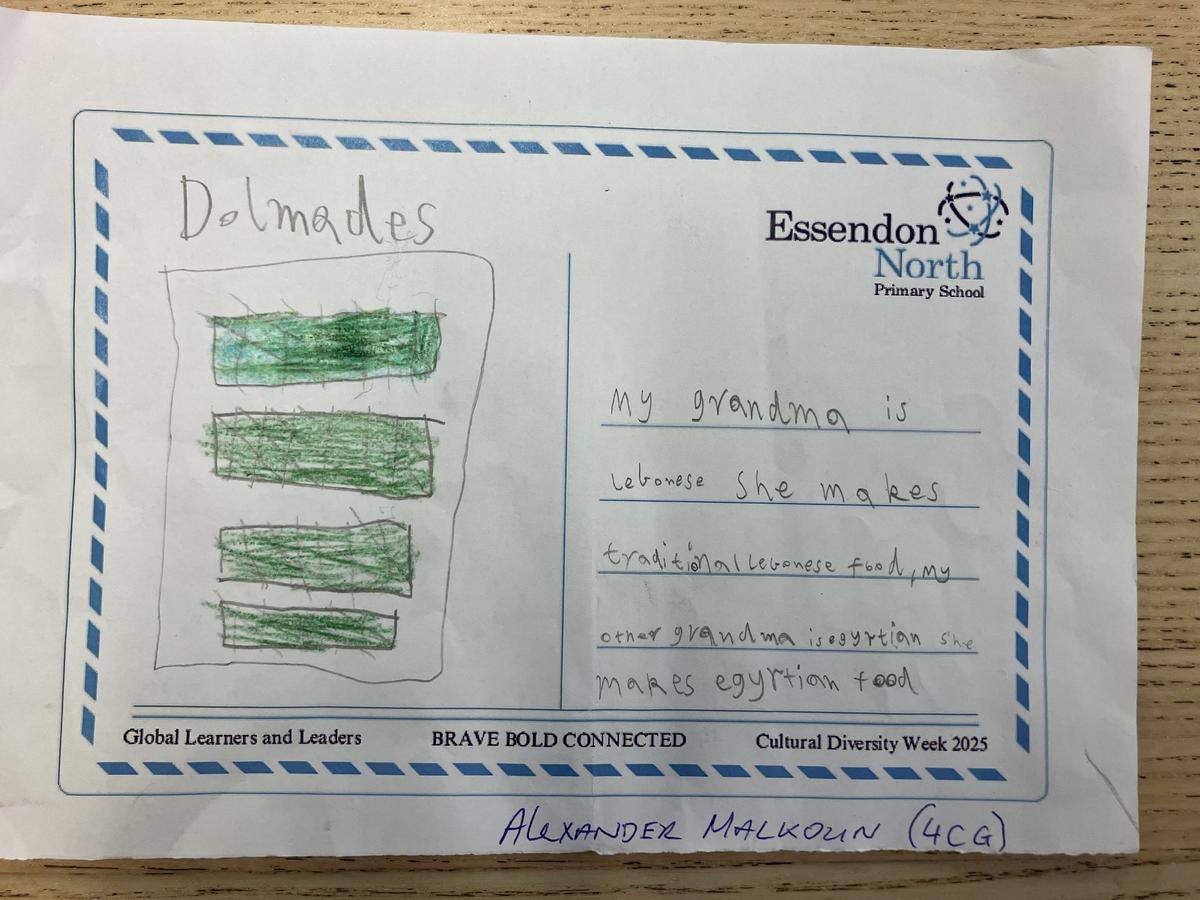 Dolmades
Essendon
North
Primary School
My grandma is
lebonese she makes
traditional lebonese food, My
other grandma is egyrtian she
makes egyrtian food
Global Learners and Leaders
BRAVE BOLD CONNECTED
Cultural Diversity Week 2025
ALEXANDER MALKOUN (4CG)